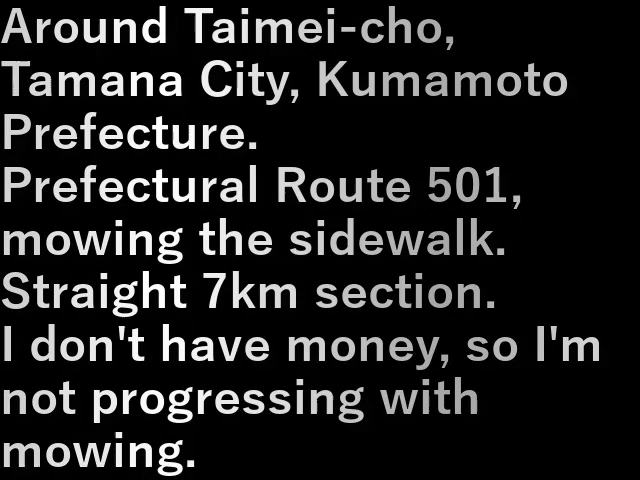 Around Taimei-cho,
Tamana City, Kumamoto
Prefecture.
Prefectural Route 501,
mowing the sidewalk.
Straight 7km section.
I don't have money, so I'm
not progressing with
mowing.